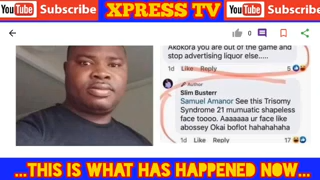 YouTube Subscribe
XPRESS TV
YouTube Subscribe
Akokora you are out of the game and
stop advertising liquor else.....
1d Like Reply 5
Author
Slim Busterr
Samuel Amanor See this Trisomy
Syndrome 21 mumuatic shapeless
face toooo. Aaaaaaa ur face like
abossey Okai boflot hahahahaha
1d Like Reply 17
...THIS IS WHAT HAS HAPPENED NOW...